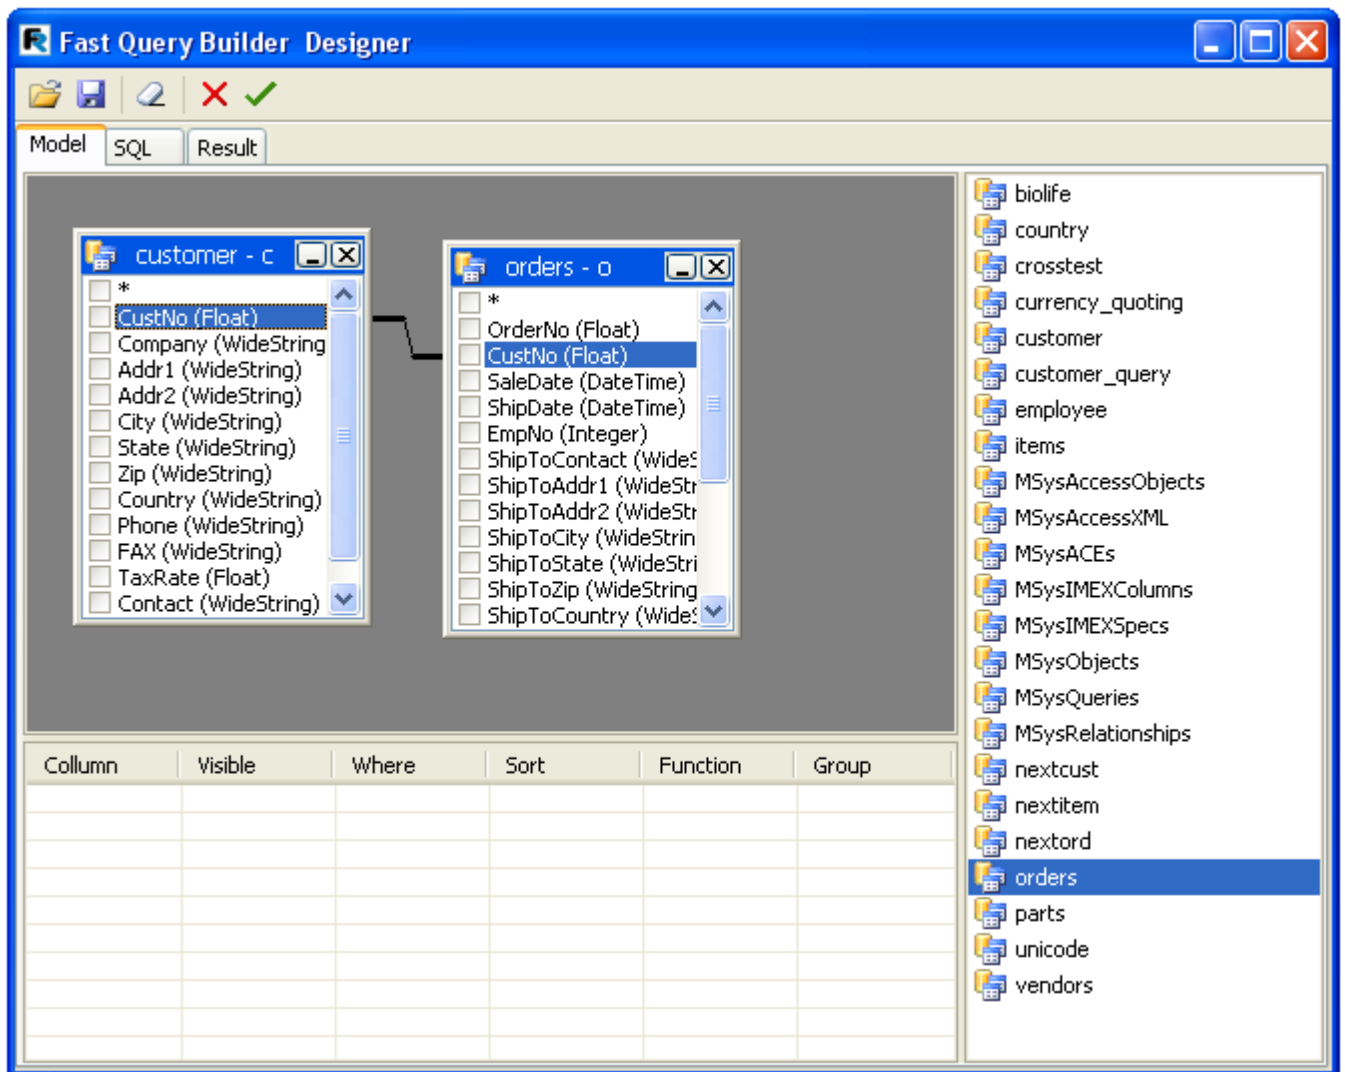 Fast Query Builder Designer
Model
SQL
Result
customer - c
*
CustNo (Float)
Company (WideString
Addr1 (WideString)
Addr2 (WideString)
City (WideString)
State (WideString)
Zip (WideString)
Country (WideString)
Phone (WideString)
FAX (WideString)
TaxRate (Float)
Contact (WideString)
orders - o
*
OrderNo (Float)
CustNo (Float)
SaleDate (DateTime)
ShipDate (DateTime)
EmpNo (Integer)
ShipToContact (WideS
ShipToAddr1 (WideStr
ShipToAddr2 (WideStr
ShipToCity (WideStrin
ShipToState (WideStri
ShipToZip (WideString
ShipToCountry (WideS
Collumn Visible Where Sort Function Group
biolife
country
crosstest
currency_quoting
customer
customer_query
employee
items
MSysAccessObjects
MSysAccessXML
MSysACEs
MSysIMEXColumns
MSysIMEXSpecs
MSysObjects
MSysQueries
MSysRelationships
nextcust
nextitem
nextord
orders
parts
unicode
vendors